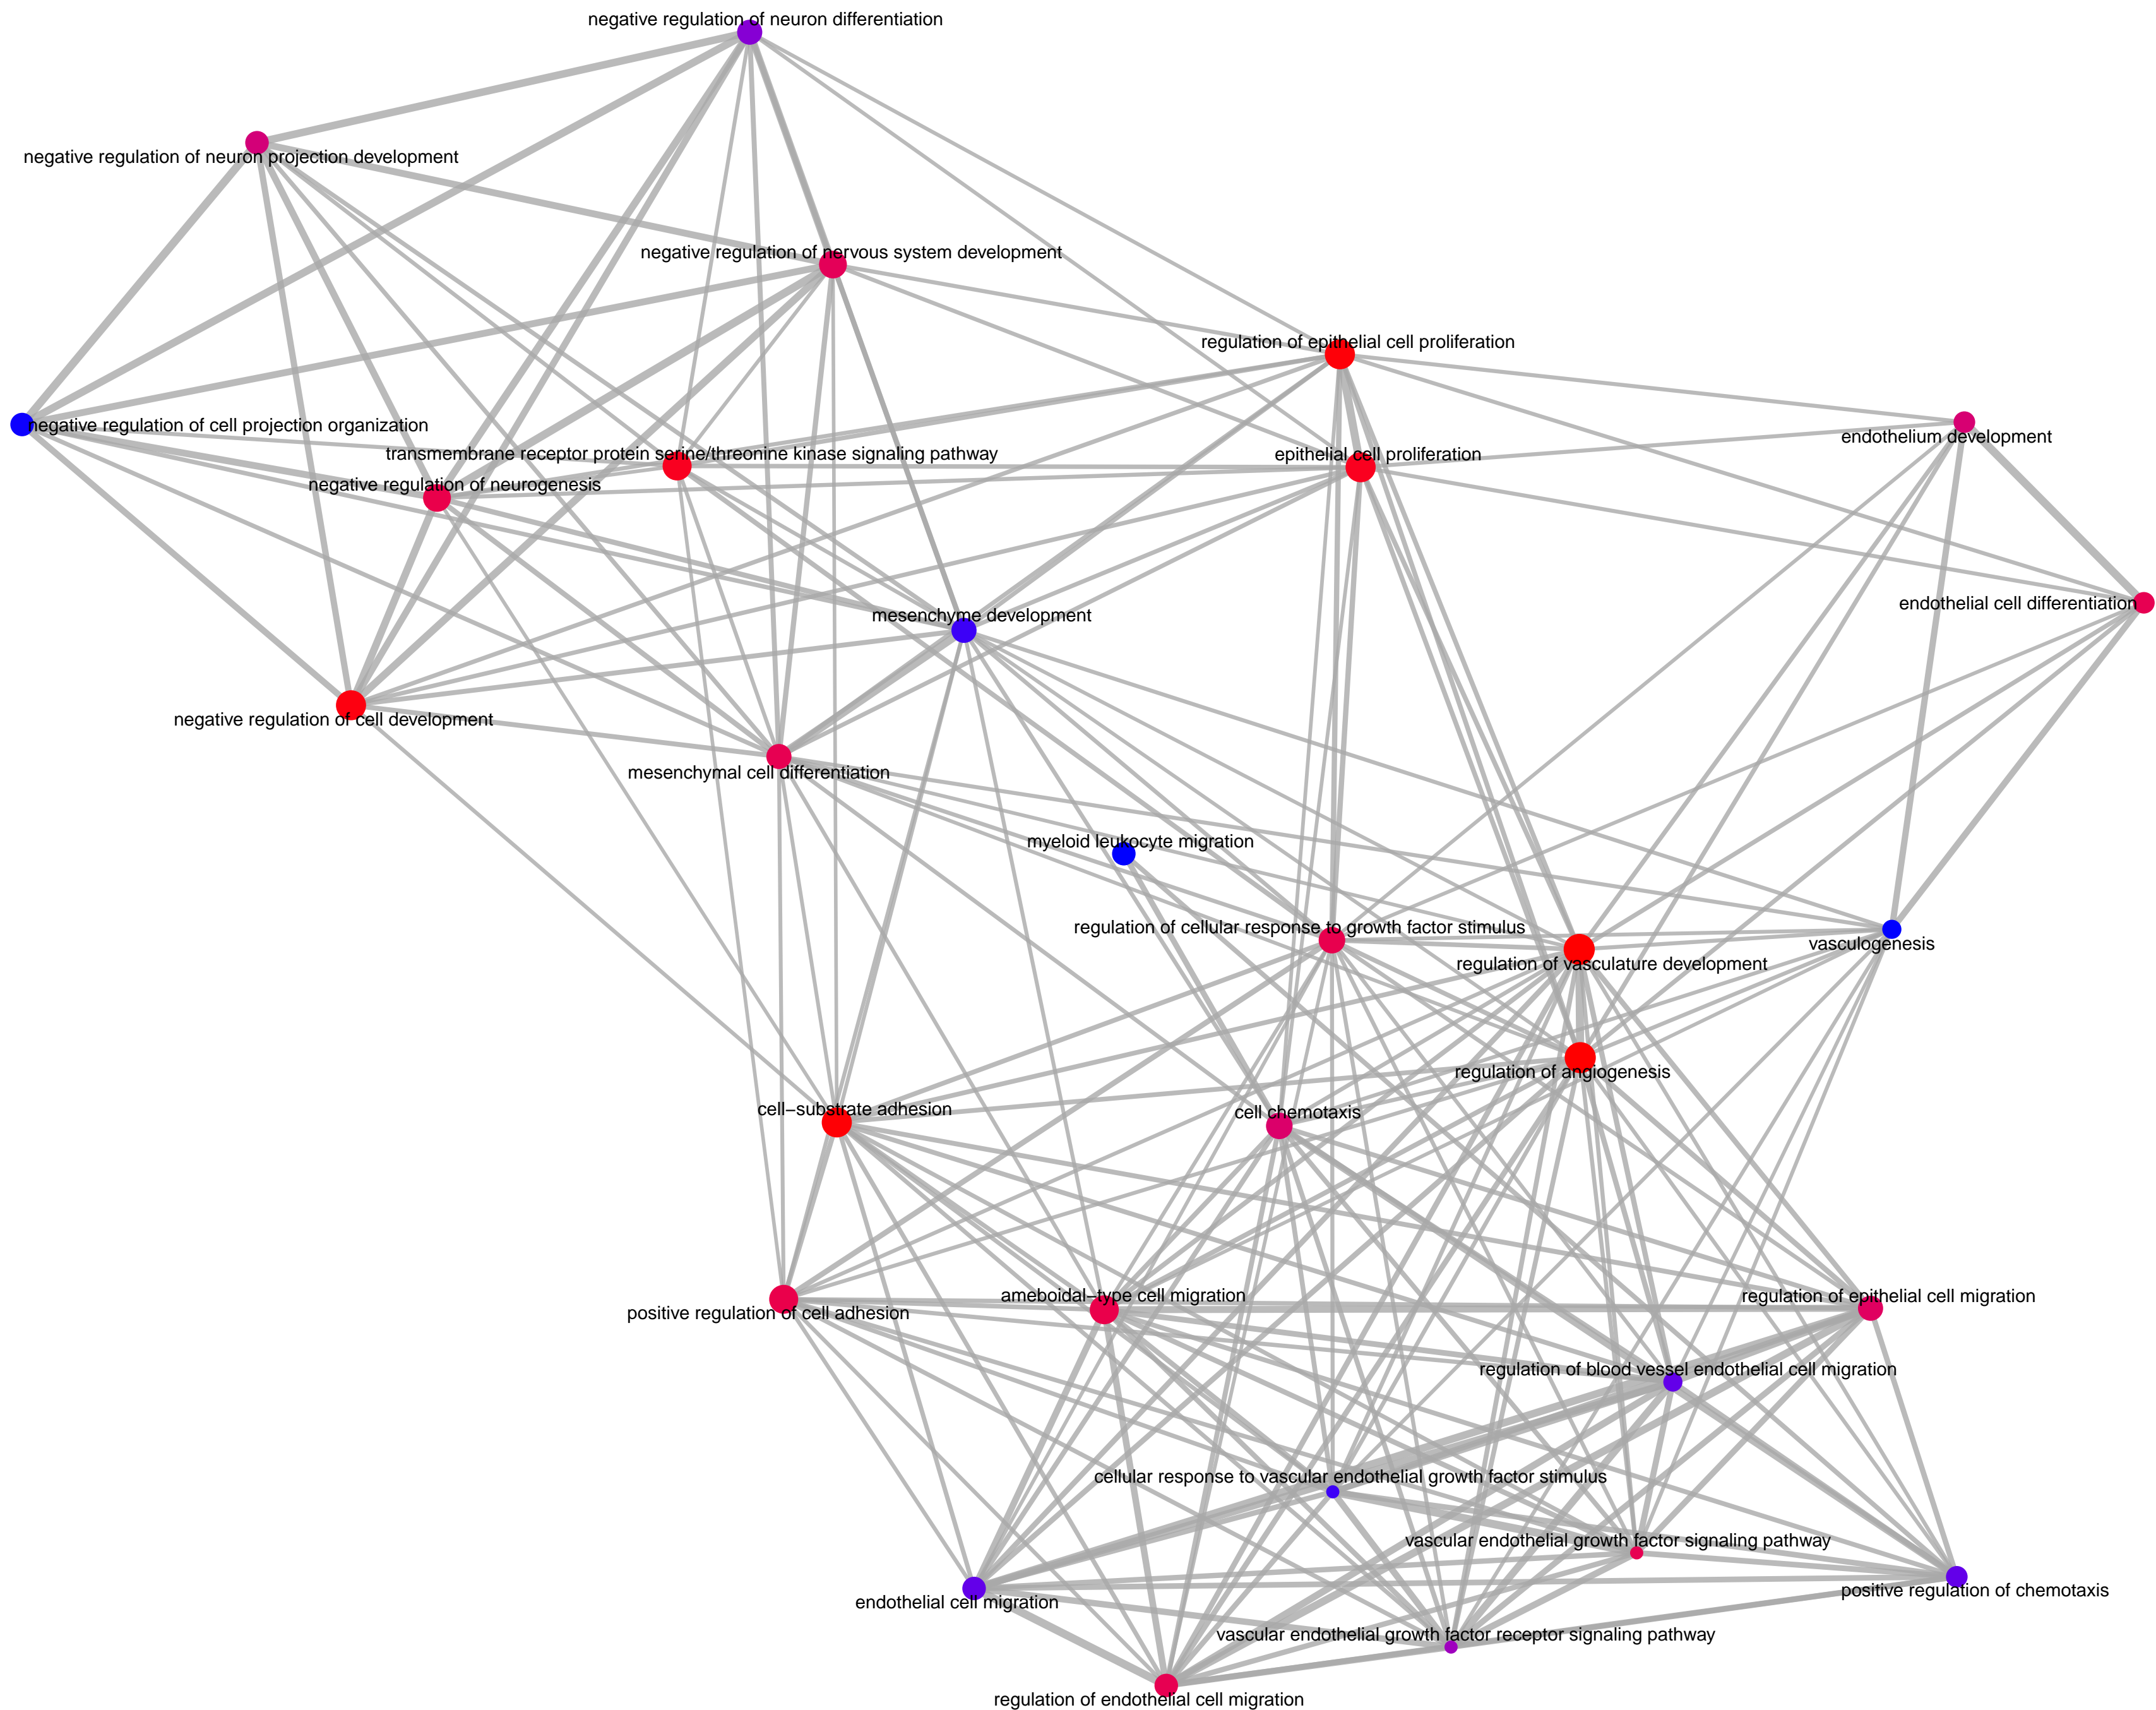 negative regulation of neuron differentiation
negative regulation of neuron projection development
negative regulation of nervous system development
regulation of epithelial cell proliferation
negative regulation of cell projection organization
endothelium development
transmembrane receptor protein serine/threonine kinase signaling pathway
epithelial cell proliferation
negative regulation of neurogenesis
endothelial cell differentiation
mesenchyme development
negative regulation of cell development
mesenchymal cell differentiation
myeloid leukocyte migration
regulation of cellular response to growth factor stimulus
vasculogenesis
regulation of vasculature development
regulation of angiogenesis
cell−substrate adhesion
cell chemotaxis
ameboidal−type cell migration
regulation of epithelial cell migration
positive regulation of cell adhesion
regulation of blood vessel endothelial cell migration
cellular response to vascular endothelial growth factor stimulus
vascular endothelial growth factor signaling pathway
positive regulation of chemotaxis
endothelial cell migration
vascular endothelial growth factor receptor signaling pathway
regulation of endothelial cell migration